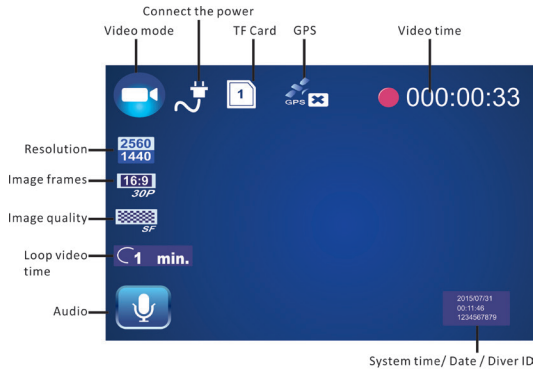 Connect the power
Video mode
TF Card
GPS
Video time
1
GPS
000:00:33
Resolution
2560
1440
Image frames
16:9
30P
Image quality
SF
Loop video
time
1 min.
Audio
2015/07/31
00:11:46
1234567879
System time/ Date / Diver ID